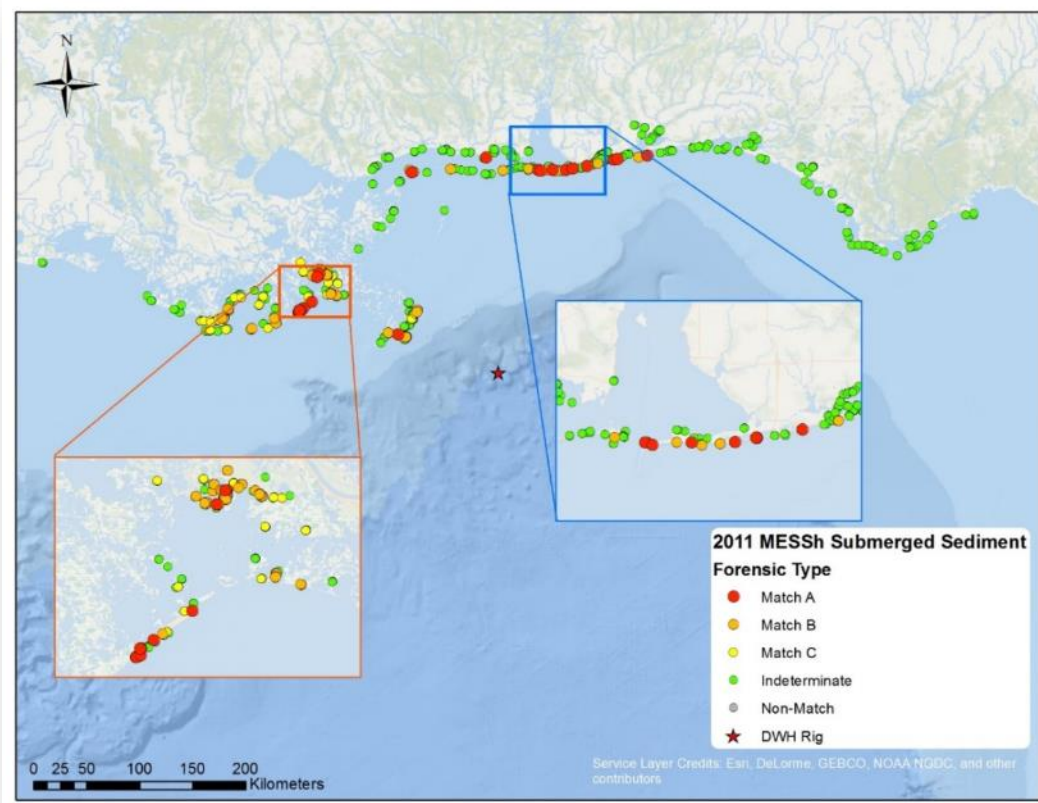 N
2011 MESSh Submerged Sediment
Forensic Type
Match A
Match B
Match C
Indeterminate
Non-Match
DWH Rig
0 25 50 100 150 200
Kilometers
Service Layer Credits: Esri, DeLorme, GEBCO, NOAA NGDC, and other
contributors